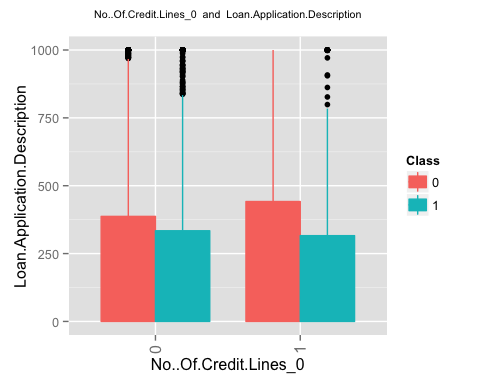 No..Of.Credit.Lines_0 and Loan.Application.Description
Loan.Application.Description
1000
750
500
250
0
0
1
No..Of.Credit.Lines_0
Class
0
1